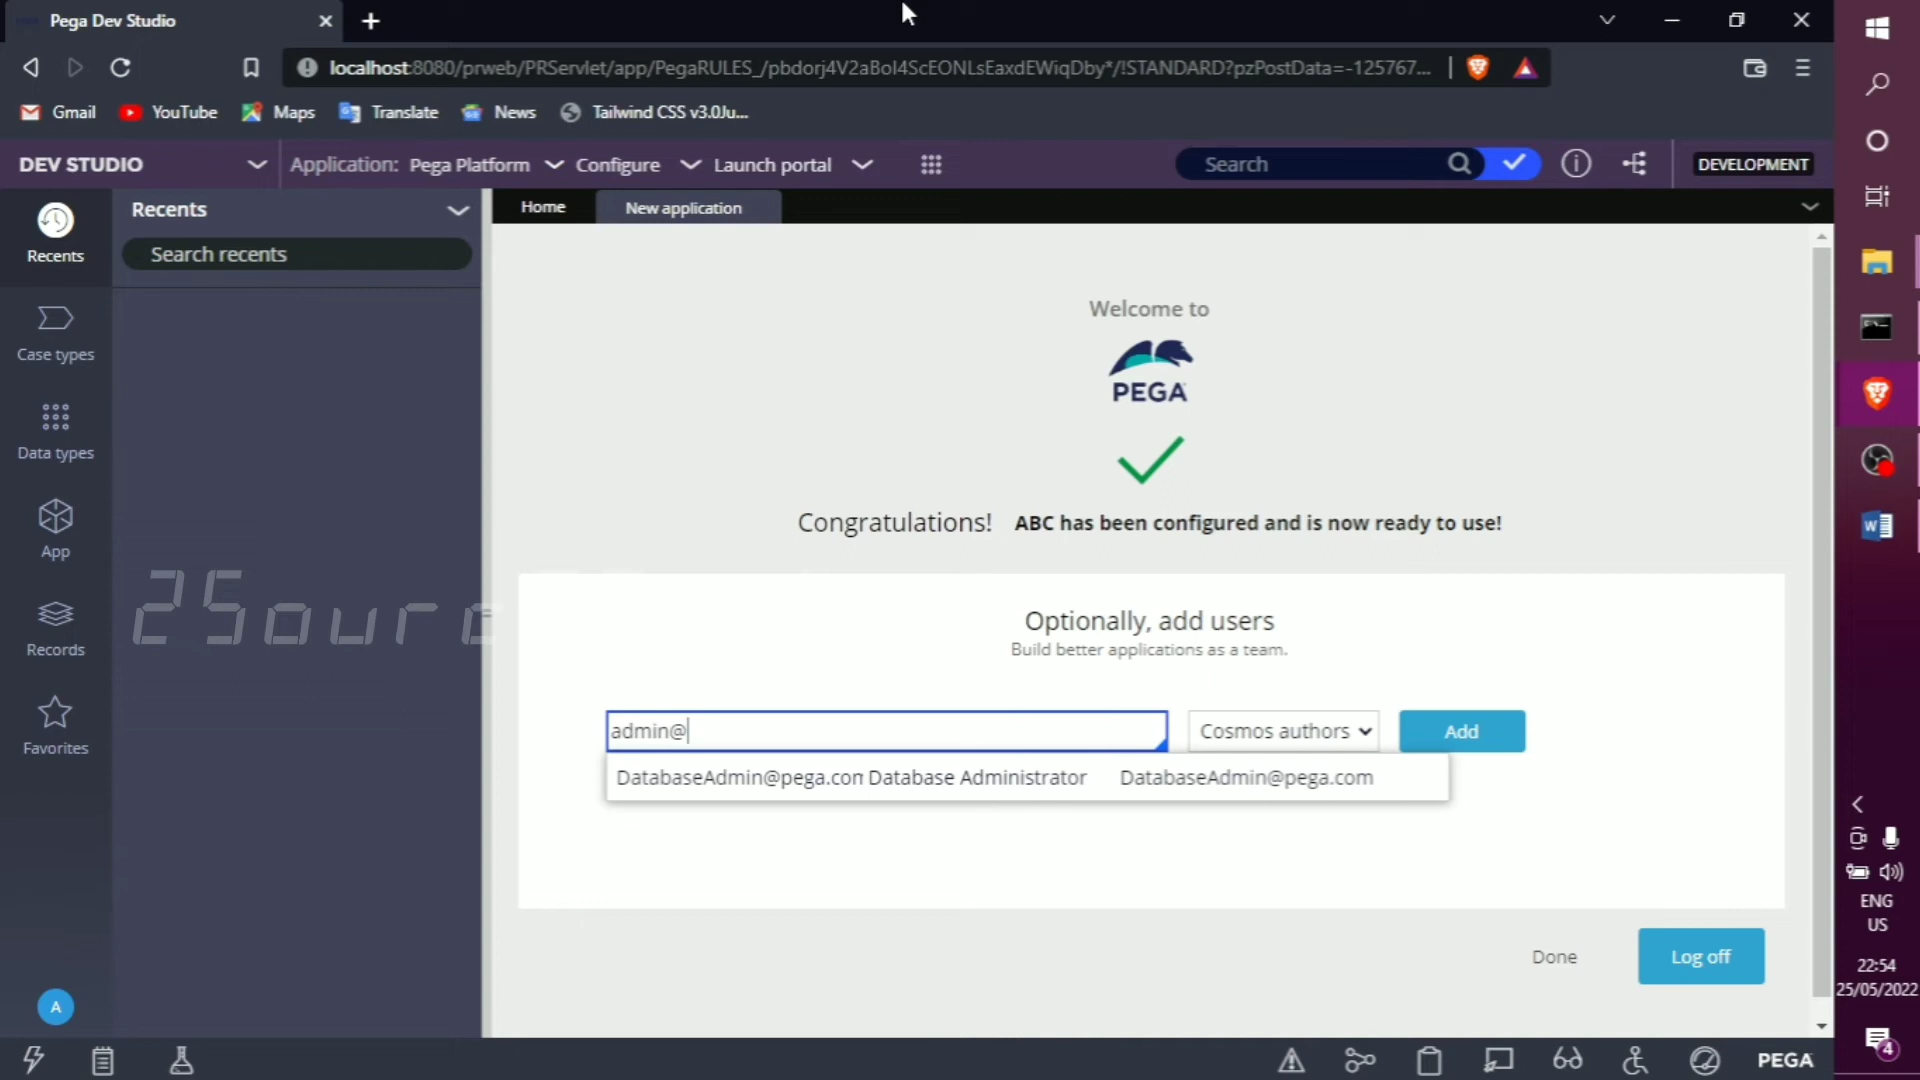 Pega Dev Studio
localhost:8080/prweb/PRServlet/app/PegaRULES_/pbdorj4V2aBol4ScEONLsEaxdEWiqDby*/!STANDARD?pzPostData=-125767...
Gmail YouTube Maps Translate News Tailwind CSS v3.0Ju...
DEV STUDIO Application: Pega Platform Configure Launch portal Search DEVELOPMENT
Recents
Search recents
Home New application
Recents
Case types
Data types
App
Records
Favorites
A
Welcome to
PEGA
Congratulations! ABC has been configured and is now ready to use!
Optionally, add users
Build better applications as a team.
admin@ Cosmos authors Add
DatabaseAdmin@pega.com Database Administrator DatabaseAdmin@pega.com
Done Log off
25ourc
PEGA
W
ENG
US
22:54
25/05/2022
4